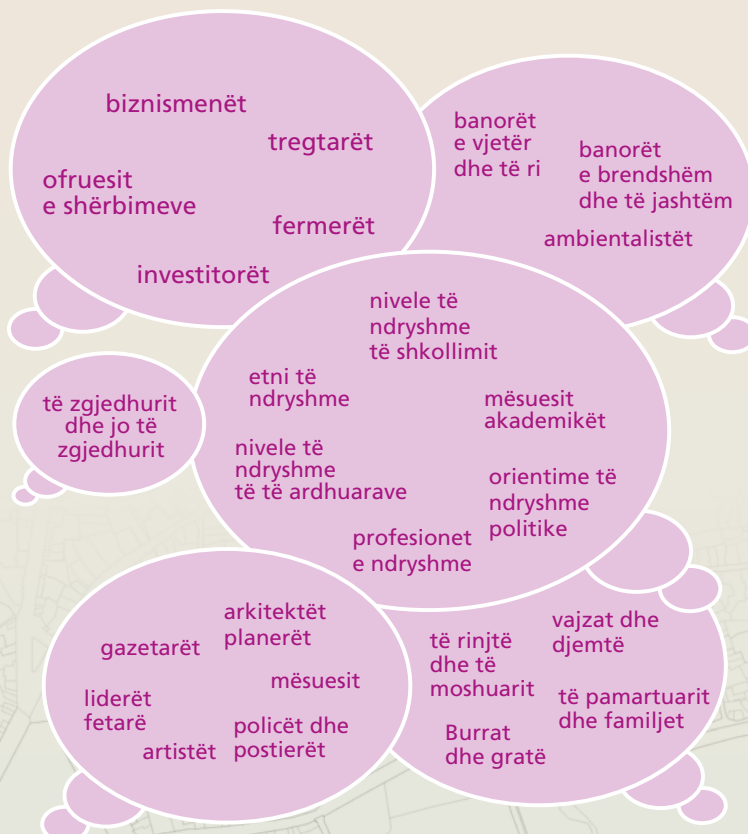 biznismenët
tregtarët
ofruesit
e shërbimeve
fermerët
investitorët
banorët
e vjetër
dhe të ri
banorët
e brendshëm
dhe të jashtëm
ambientalistët
nivele të
ndryshme
të shkollimit
etni të
ndryshme
mësuesit
akademikët
nivele të
ndryshme
të të ardhuarave
orientime të
ndryshme
politike
profesionet
e ndryshme
të zgjedhurit
dhe jo të
zgjedhurit
arkitektët
planerët
gazetarët
mësuesit
liderët
fetarë
artistët
policët dhe
postierët
vajzat dhe
djemtë
të rinjtë
dhe të
moshuarit
të pamartuarit
dhe familjet
Burrat
dhe gratë